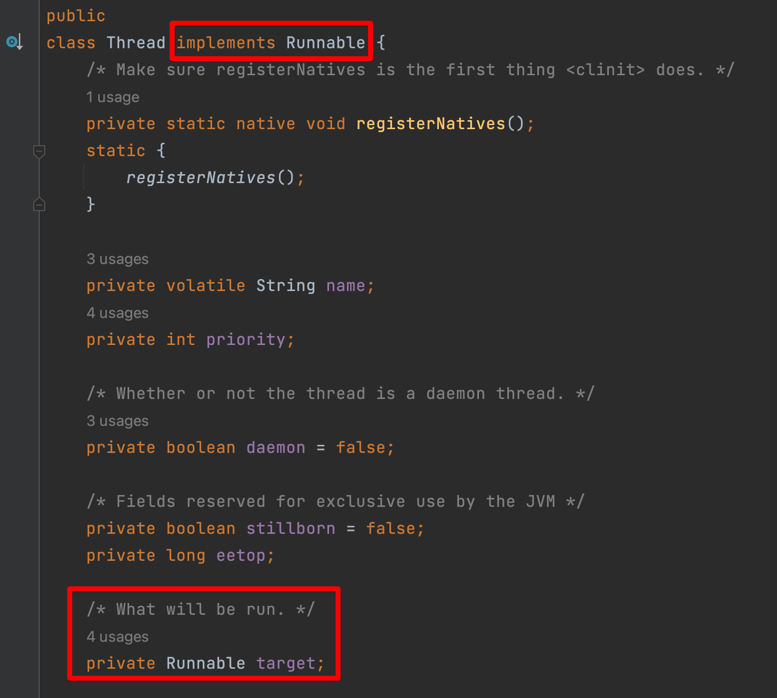 public
class Thread implements Runnable {
/* Make sure registerNatives is the first thing <clinit> does. */
1 usage
private static native void registerNatives();
static {
registerNatives();
}
3 usages
private volatile String name;
4 usages
private int priority;
/* Whether or not the thread is a daemon thread. */
3 usages
private boolean daemon = false;
/* Fields reserved for exclusive use by the JVM */
private boolean stillborn = false;
private long eetop;
/* What will be run. */
4 usages
private Runnable target;